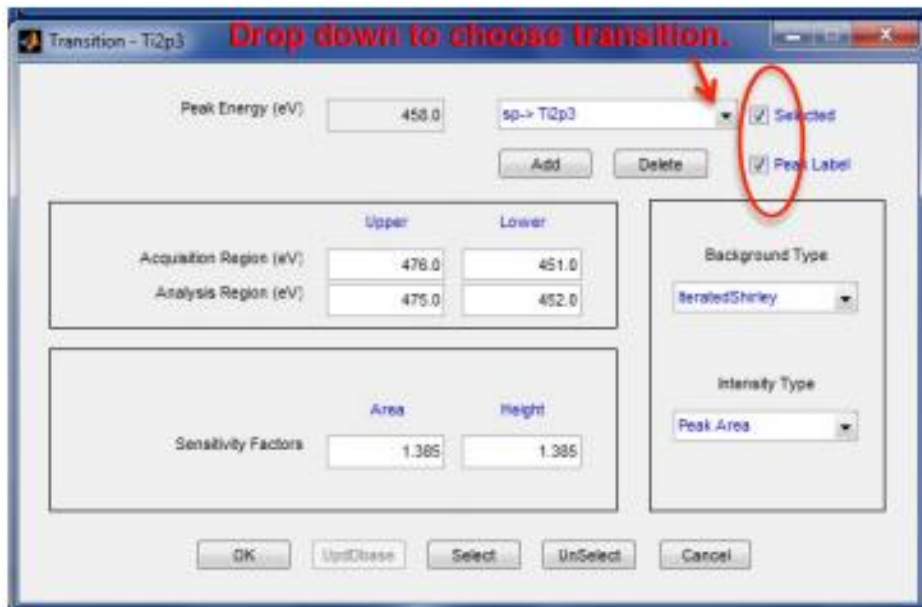 Transition - Ti2p3
Drop down to choose transition.
Peak Energy (eV) 458.0 sp-> Ti2p3 Selected
Add Delete Peak Label
Upper Lower
Acquisition Region (eV) 476.0 451.0
Analysis Region (eV) 475.0 452.0
Background Type
IteratedShirley
Intensity Type
Peak Area
Area Height
Sensitivity Factors 1.385 1.385
OK UpdDbase Select UnSelect Cancel